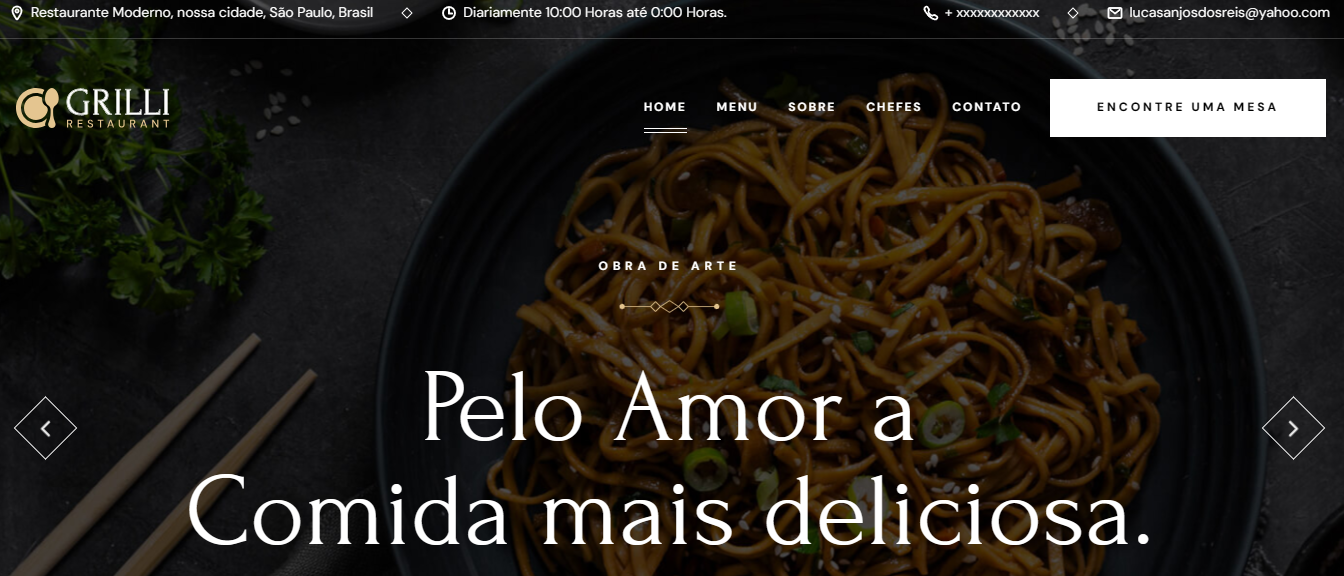 Restaurante Moderno, nossa cidade, São Paulo, Brasil
Diariamente 10:00 Horas até 0:00 Horas.
+ xxxxxxxxxxxx
lucasanjosdosreis@yahoo.com
GRILLI
RESTAURANT
HOME
MENU
SOBRE
CHEFES
CONTATO
ENCONTRE UMA MESA
OBRA DE ARTE
Pelo Amor a
Comida mais deliciosa.